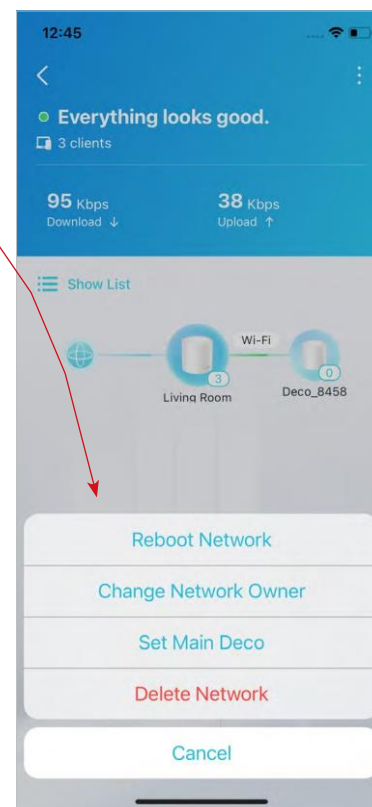 12:45
Everything looks good.
3 clients
95 Kbps 38 Kbps
Download ↓ Upload ↑
Show List
Wi-Fi
3 0
Living Room Deco_8458
Reboot Network
Change Network Owner
Set Main Deco
Delete Network
Cancel